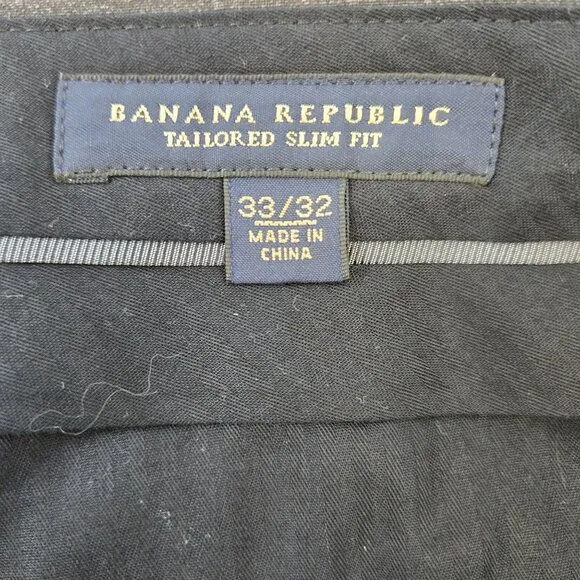 BANANA REPUBLIC
TAILORED SLIM FIT
33/32
MADE IN
CHINA